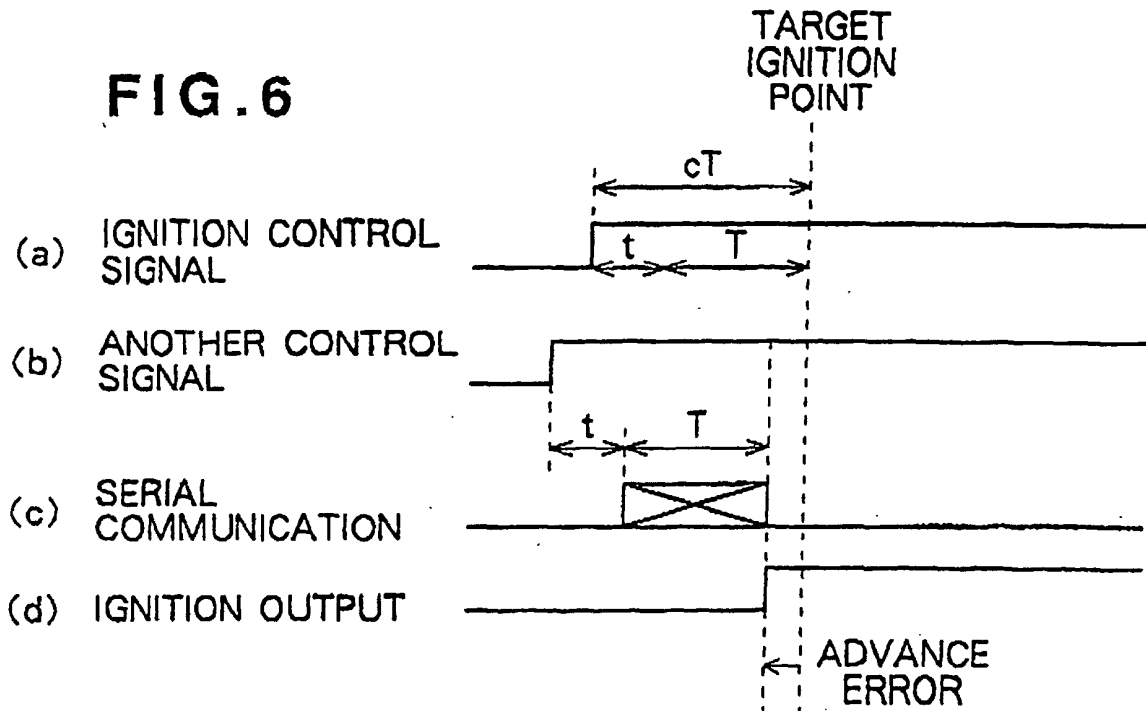 TARGET
IGNITION
POINT
FIG.6
cT
(a) IGNITION CONTROL
SIGNAL
t T
(b) ANOTHER CONTROL
SIGNAL
t T
(c) SERIAL
COMMUNICATION
(d) IGNITION OUTPUT
ADVANCE
ERROR